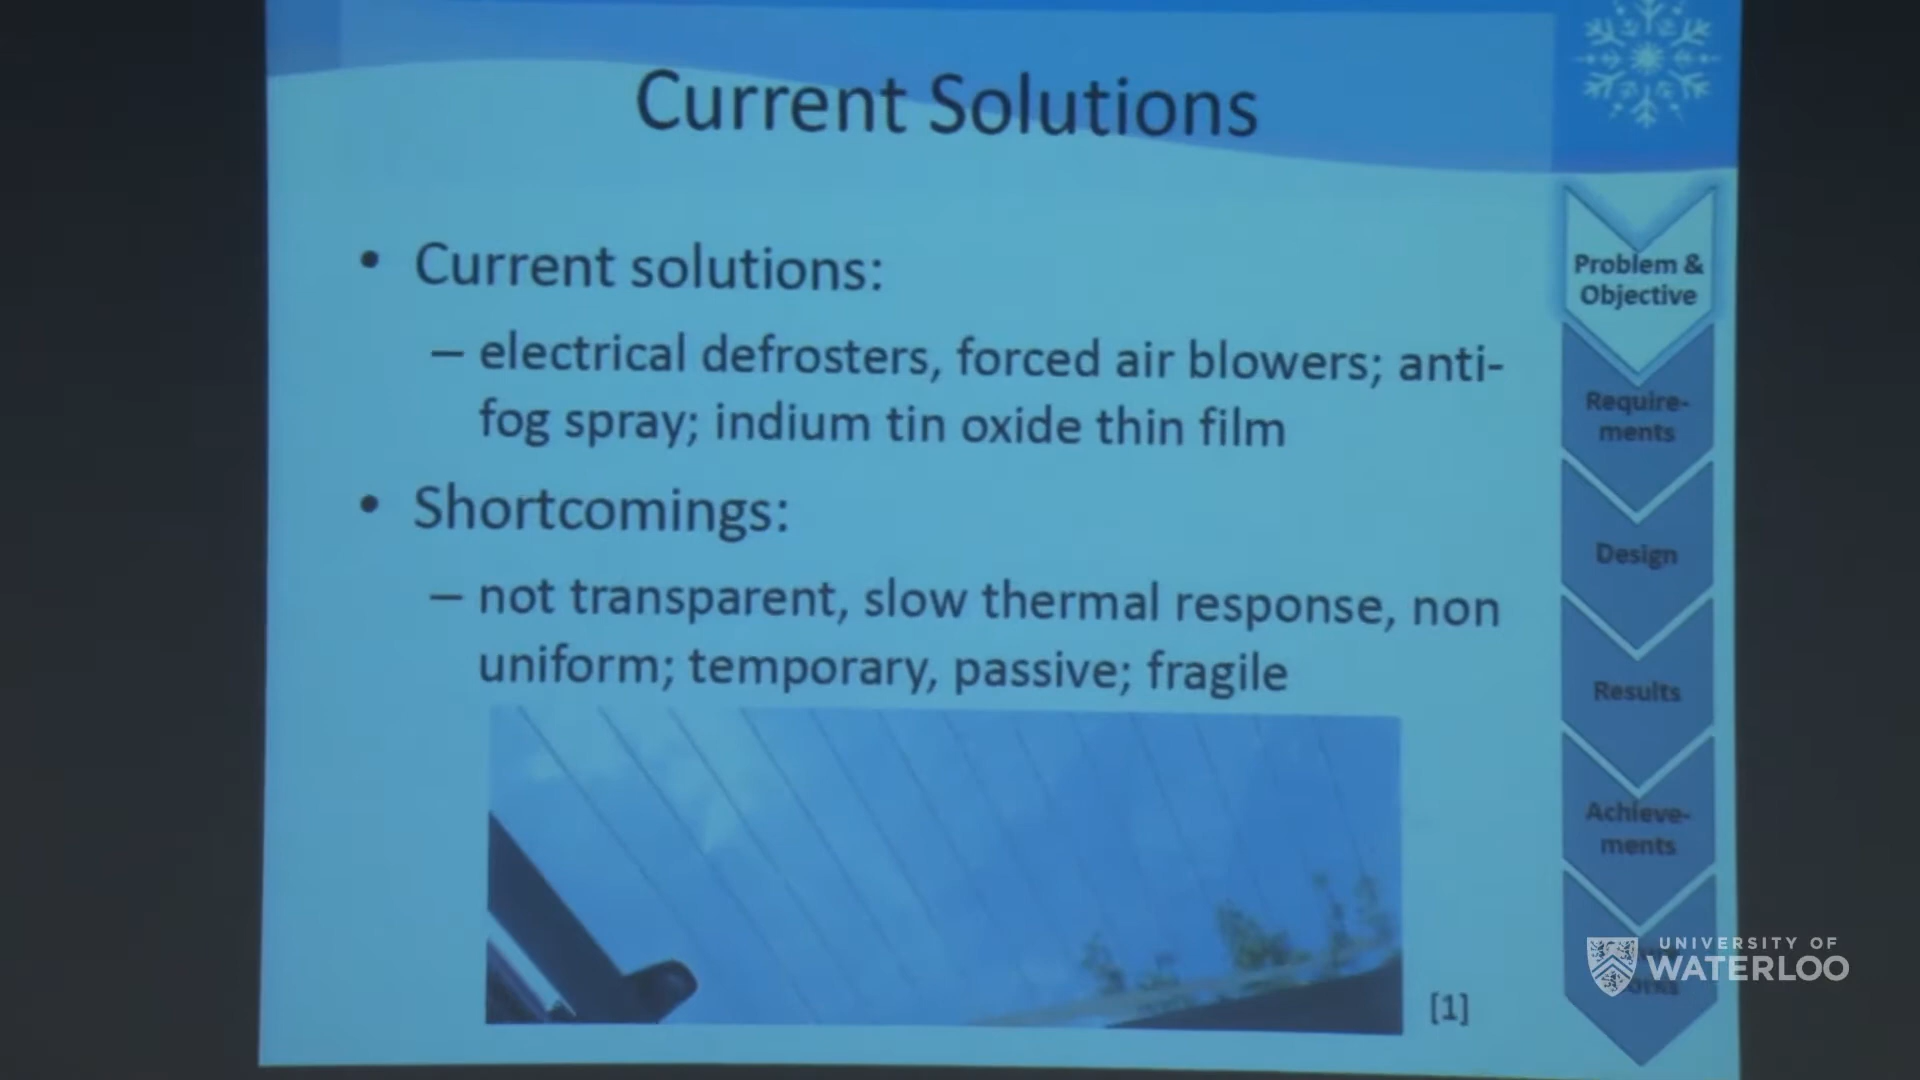 Current Solutions
• Current solutions:
– electrical defrosters, forced air blowers; anti-
fog spray; indium tin oxide thin film
• Shortcomings:
– not transparent, slow thermal response, non
uniform; temporary, passive; fragile
[1]
Problem &
Objective
Require-
ments
Design
Results
Achieve-
ments
UNIVERSITY OF
WATERLOO